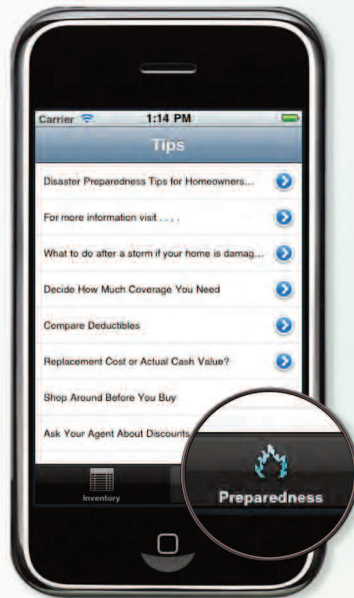 Carrier 1:14 PM
Tips
Disaster Preparedness Tips for Homeowners...
For more information visit . . . .
What to do after a storm if your home is damag...
Decide How Much Coverage You Need
Compare Deductibles
Replacement Cost or Actual Cash Value?
Shop Around Before You Buy
Ask Your Agent About Discounts
Inventory
Preparedness